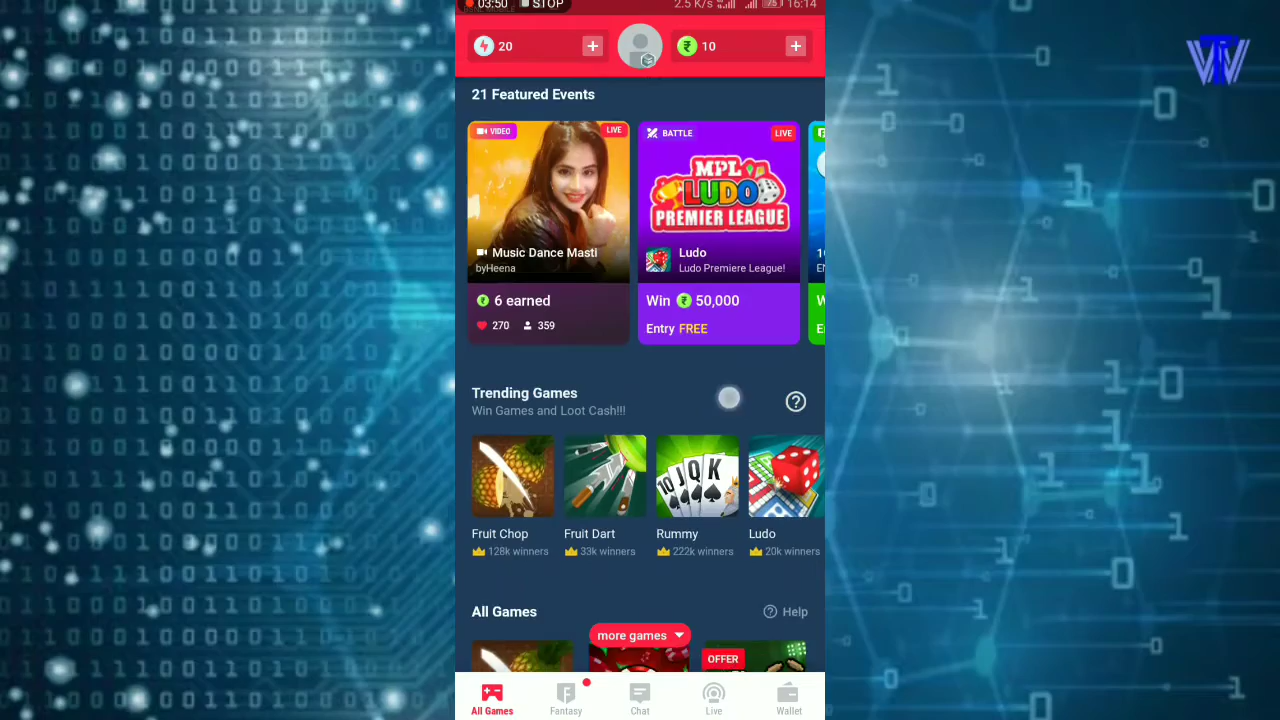 03:50 STOP 2.5 K/s 75 16:14
20 + ₹ 10 +
21 Featured Events
VIDEO LIVE
BATTLE LIVE
MPL
LUDO
PREMIER LEAGUE
Music Dance Masti
byHeena
Ludo
Ludo Premiere League!
₹ 6 earned
270 359
Win ₹ 50,000
Entry FREE
Trending Games
Win Games and Loot Cash!!!
?
10 J Q K
Fruit Chop Fruit Dart Rummy Ludo
128k winners 33k winners 222k winners 20k winners
All Games ? Help
more games
OFFER
All Games Fantasy Chat Live Wallet